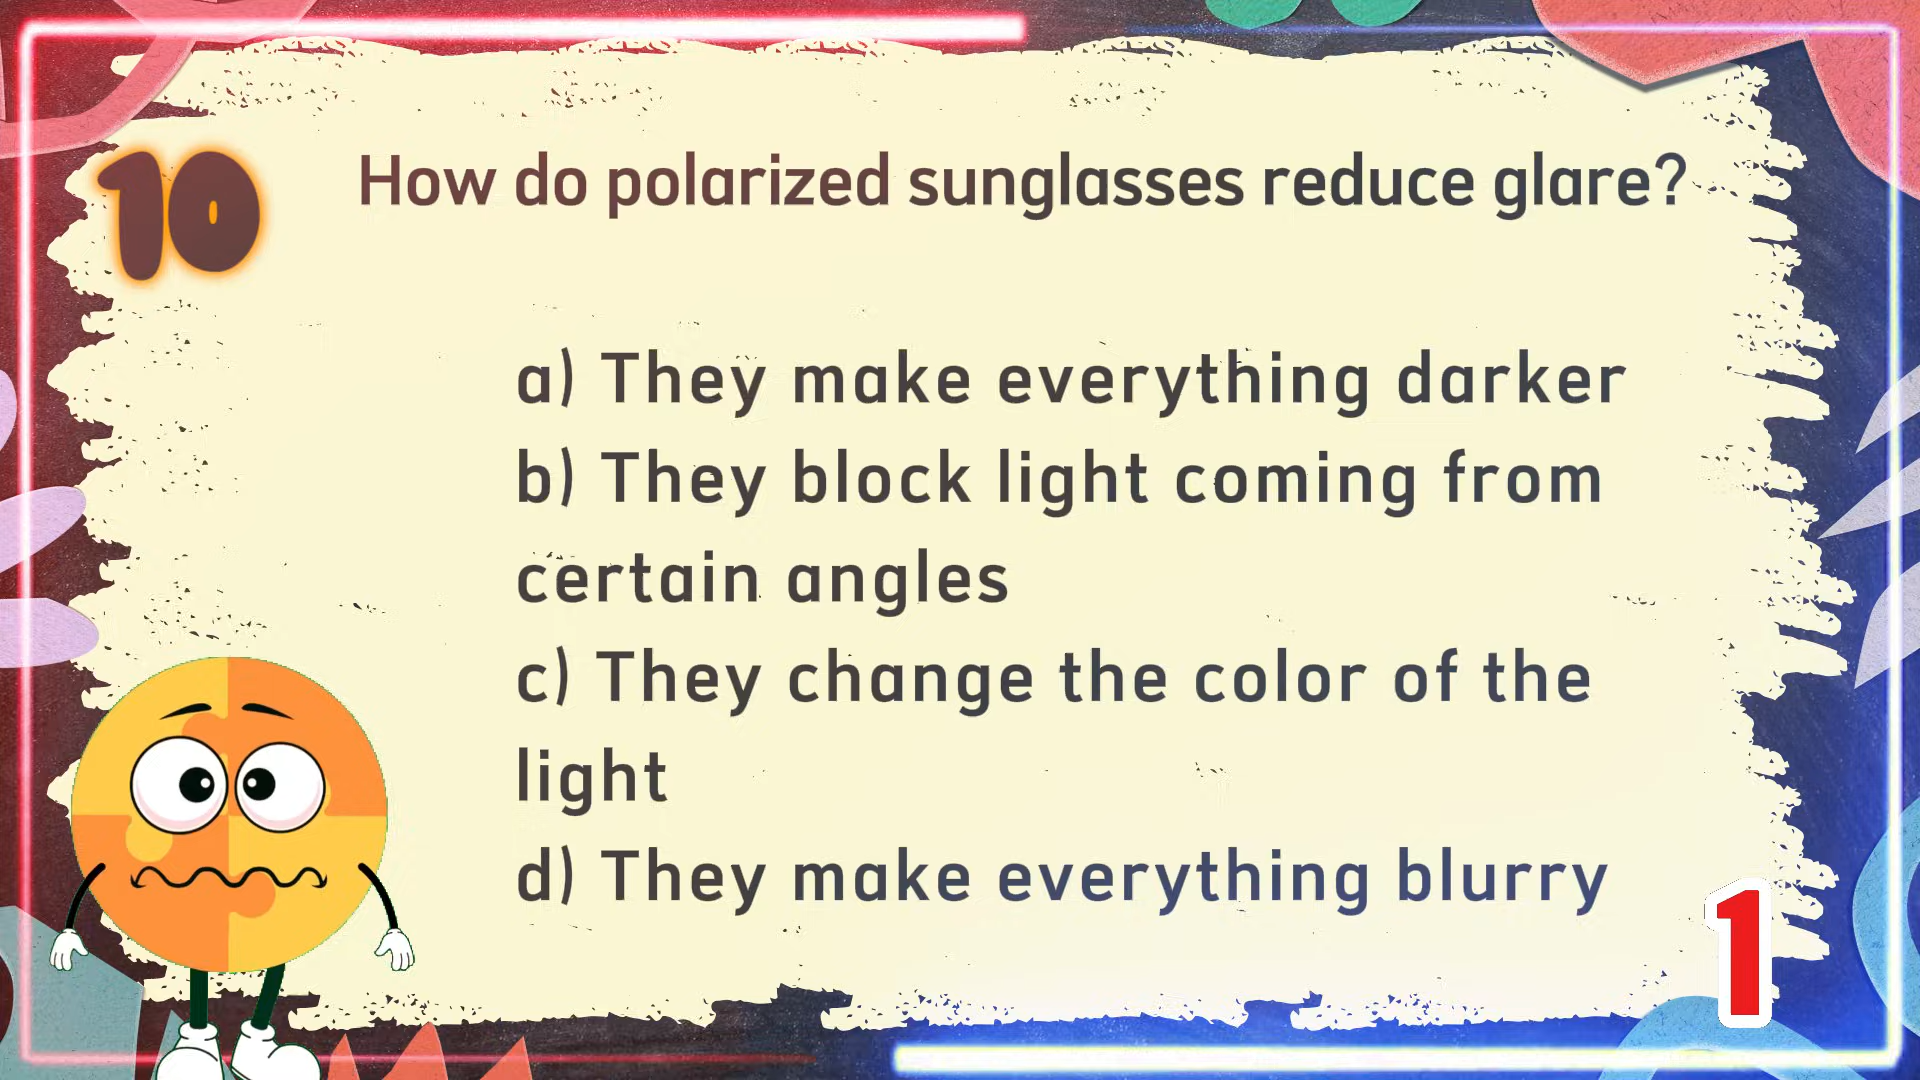 10
How do polarized sunglasses reduce glare?
a) They make everything darker
b) They block light coming from
certain angles
c) They change the color of the
light
d) They make everything blurry
1